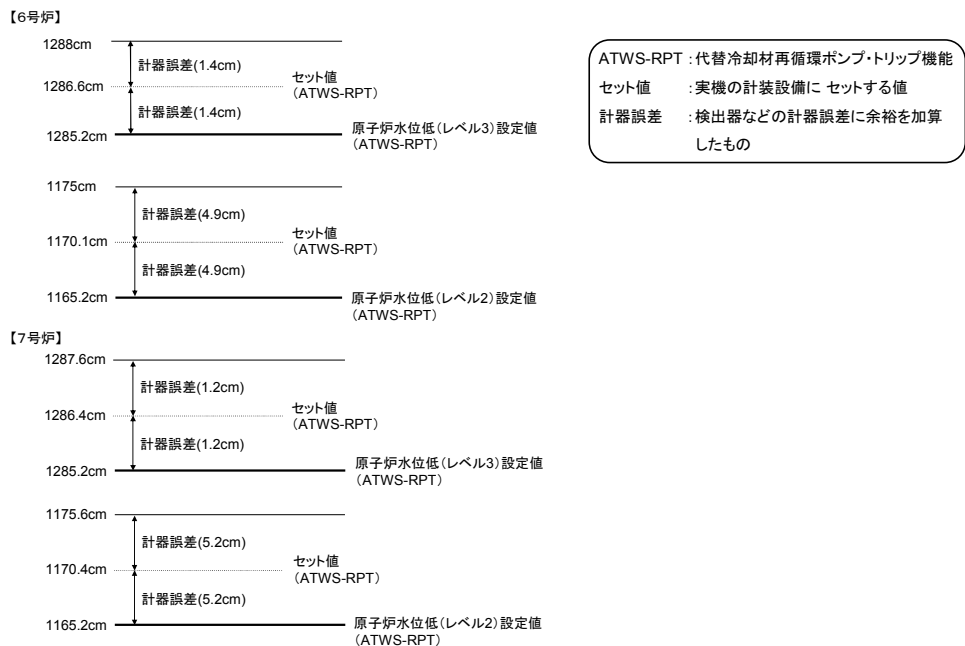 【6号炉】
1288cm
計器誤差(1.4cm)
1286.6cm
セット値
(ATWS-RPT)
計器誤差(1.4cm)
1285.2cm
原子炉水位低(レベル3)設定値
(ATWS-RPT)
ATWS-RPT:代替冷却材再循環ポンプ・トリップ機能
セット値 :実機の計装設備に セットする値
計器誤差 :検出器などの計器誤差に余裕を加算
したもの
1175cm
計器誤差(4.9cm)
1170.1cm
セット値
(ATWS-RPT)
計器誤差(4.9cm)
1165.2cm
原子炉水位低(レベル2)設定値
(ATWS-RPT)
【7号炉】
1287.6cm
計器誤差(1.2cm)
1286.4cm
セット値
(ATWS-RPT)
計器誤差(1.2cm)
1285.2cm
原子炉水位低(レベル3)設定値
(ATWS-RPT)
1175.6cm
計器誤差(5.2cm)
1170.4cm
セット値
(ATWS-RPT)
計器誤差(5.2cm)
1165.2cm
原子炉水位低(レベル2)設定値
(ATWS-RPT)